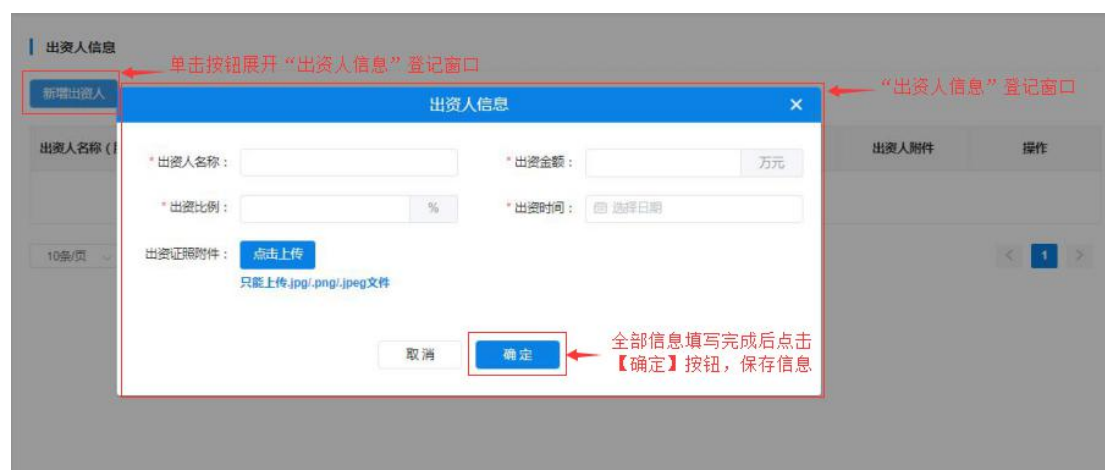 出资人信息
单击按钮展开“出资人信息”登记窗口
新增出资人
“出资人信息”登记窗口
出资人信息
出资人名称（
出资人附件
操作
* 出资人名称：
* 出资金额：
万元
* 出资比例：
%
* 出资时间：
选择日期
10条/页
1
出资证照附件：
点击上传
只能上传.jpg/.png/.jpeg文件
取消
确定
全部信息填写完成后点击
【确定】按钮，保存信息